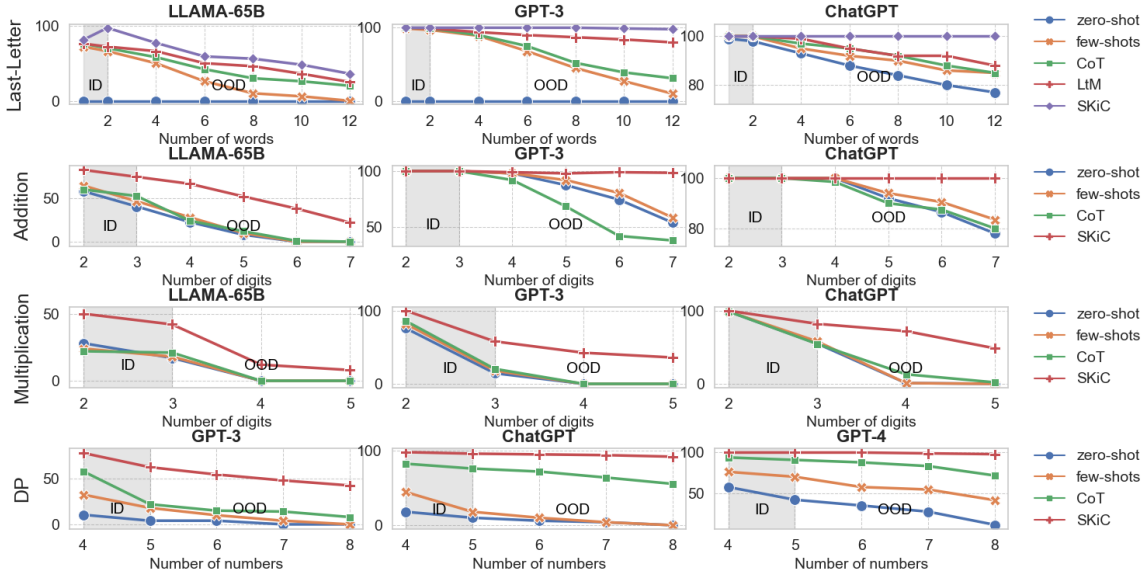 LLAMA-65B GPT-3 ChatGPT
Last-Letter
100 100 100
80
0 0
ID OOD ID OOD ID OOD
2 4 6 8 10 12 2 4 6 8 10 12 2 4 6 8 10 12
Number of words Number of words Number of words
zero-shot
few-shots
CoT
LtM
SKiC
LLAMA-65B GPT-3 ChatGPT
Addition
50 100 100
0 50 80
ID OOD ID OOD ID OOD
2 3 4 5 6 7 2 3 4 5 6 7 2 3 4 5 6 7
Number of digits Number of digits Number of digits
zero-shot
few-shots
CoT
SKiC
LLAMA-65B GPT-3 ChatGPT
Multiplication
50 100 100
0 0 0
ID OOD ID OOD ID OOD
2 3 4 5 2 3 4 5 2 3 4 5
Number of digits Number of digits Number of digits
zero-shot
few-shots
CoT
SKiC
GPT-3 ChatGPT GPT-4
DP
50 100 100
0 0 50
ID OOD ID OOD ID OOD
4 5 6 7 8 4 5 6 7 8 4 5 6 7 8
Number of numbers Number of numbers Number of numbers
zero-shot
few-shots
CoT
SKiC